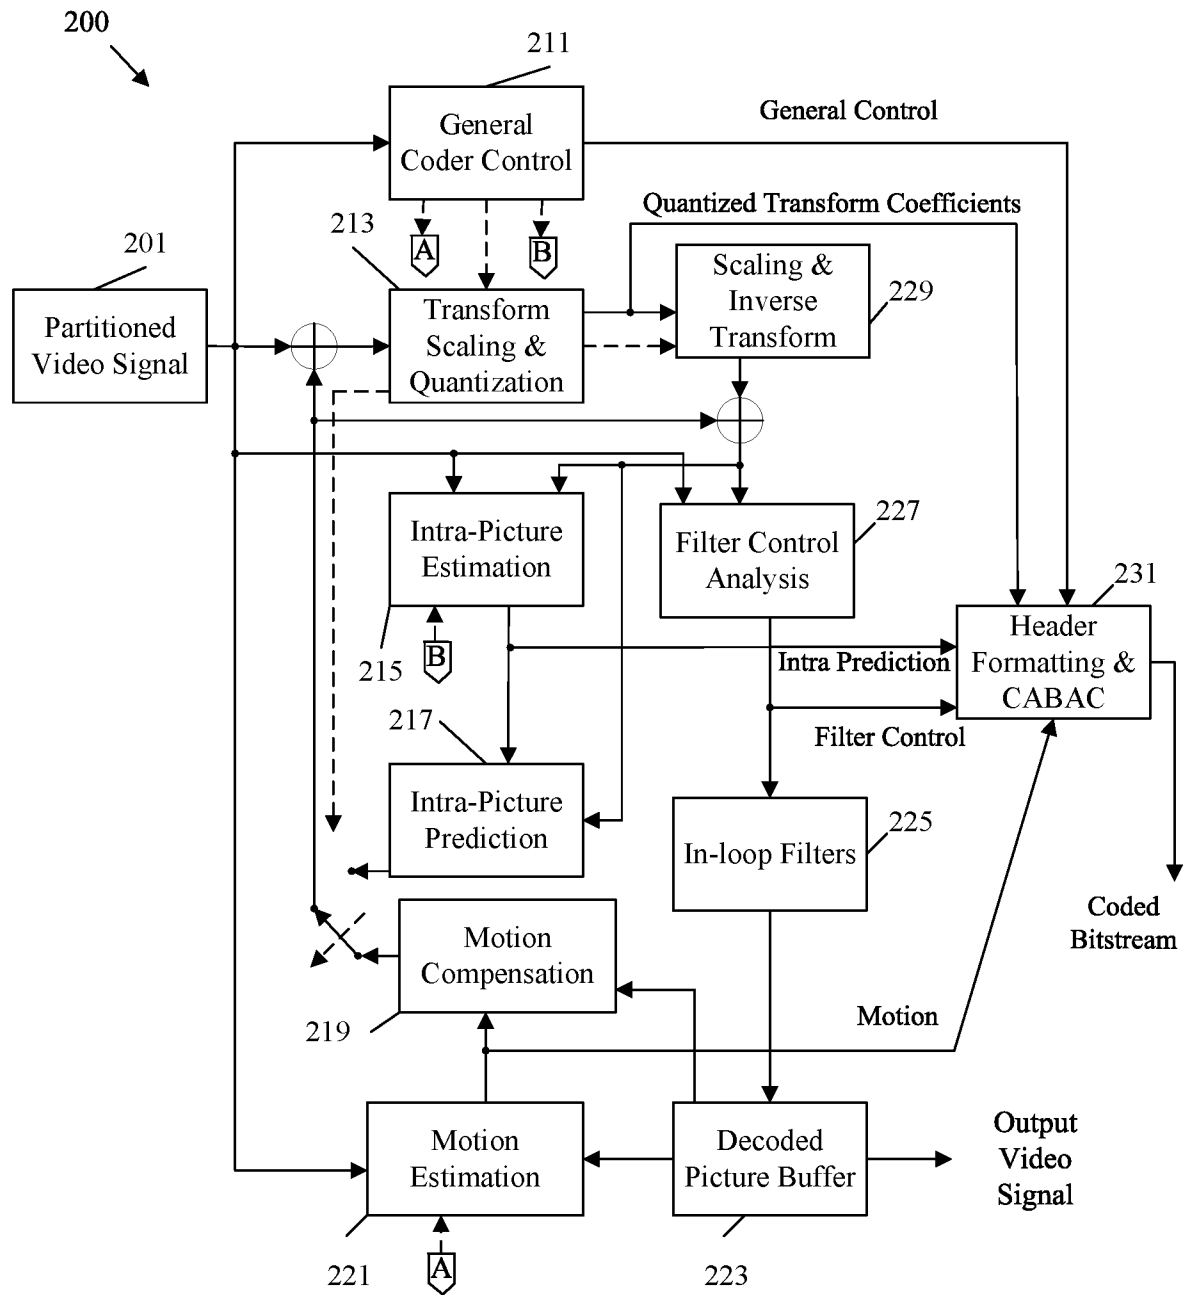 200
211
General
Coder Control
General Control
A
B
213
Quantized Transform Coefficients
201
Partitioned
Video Signal
Transform
Scaling &
Quantization
Scaling &
Inverse
Transform
229
Intra-Picture
Estimation
215
B
227
Filter Control
Analysis
231
Header
Formatting &
CABAC
Intra Prediction
Filter Control
217
Intra-Picture
Prediction
225
In-loop Filters
Coded
Bitstream
Motion
Compensation
219
Motion
Motion
Estimation
221
A
Decoded
Picture Buffer
223
Output
Video
Signal